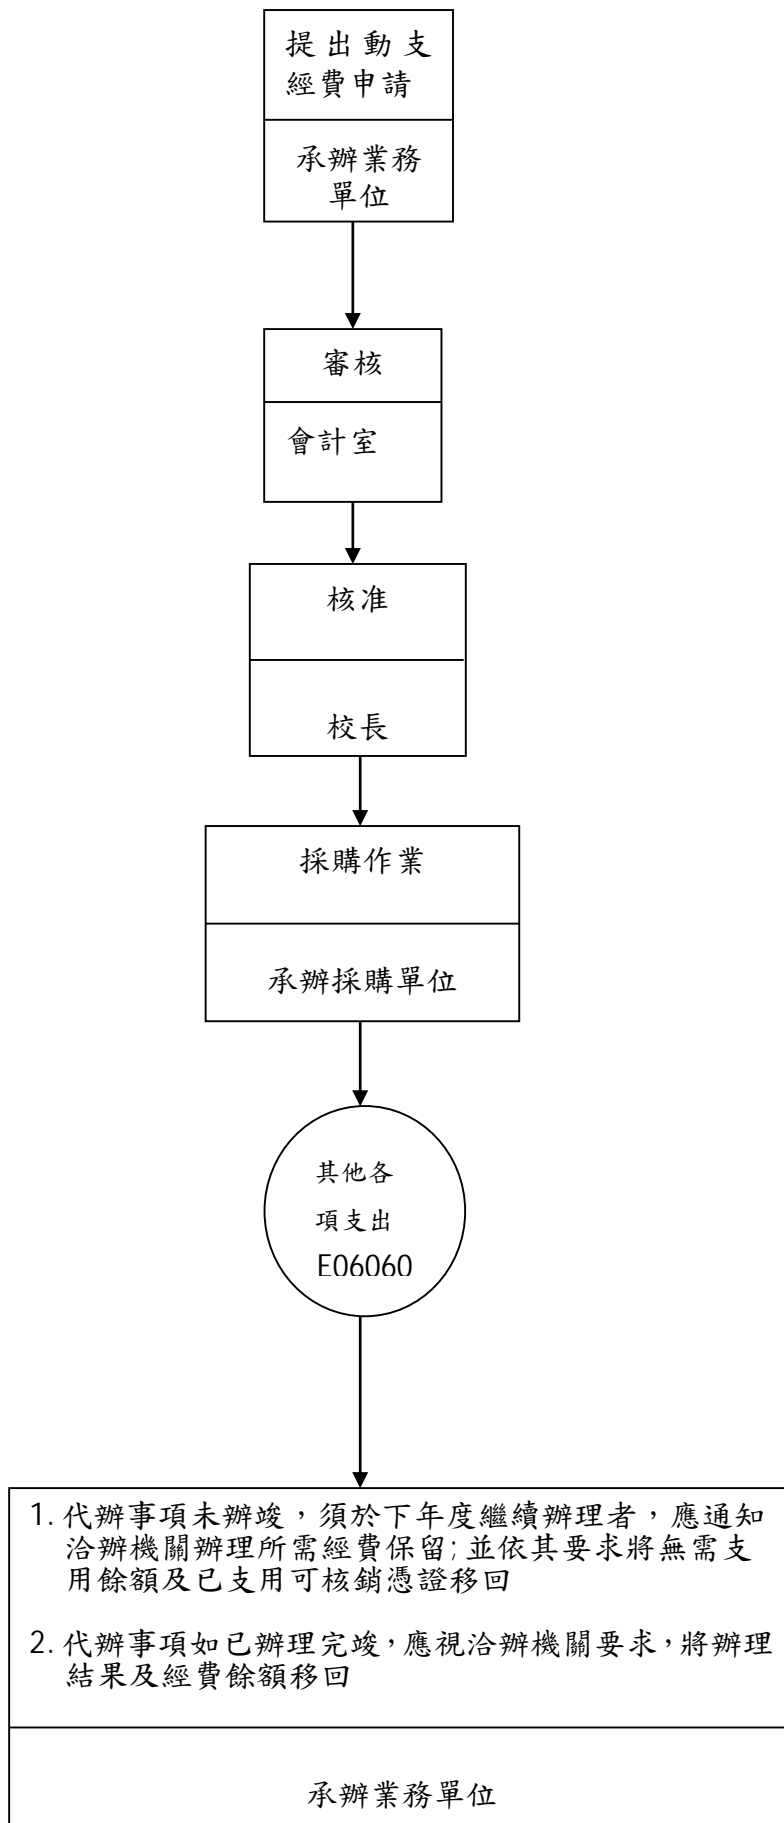 提出動支
經費申請
承辦業務
單位
審核
會計室
核准
校長
採購作業
承辦採購單位
其他各
項支出
E06060
1. 代辦事項未辦竣，須於下年度繼續辦理者，應通知
洽辦機關辦理所需經費保留;並依其要求將無需支
用餘額及已支用可核銷憑證移回
2. 代辦事項如已辦理完竣，應視洽辦機關要求，將辦理
結果及經費餘額移回
承辦業務單位